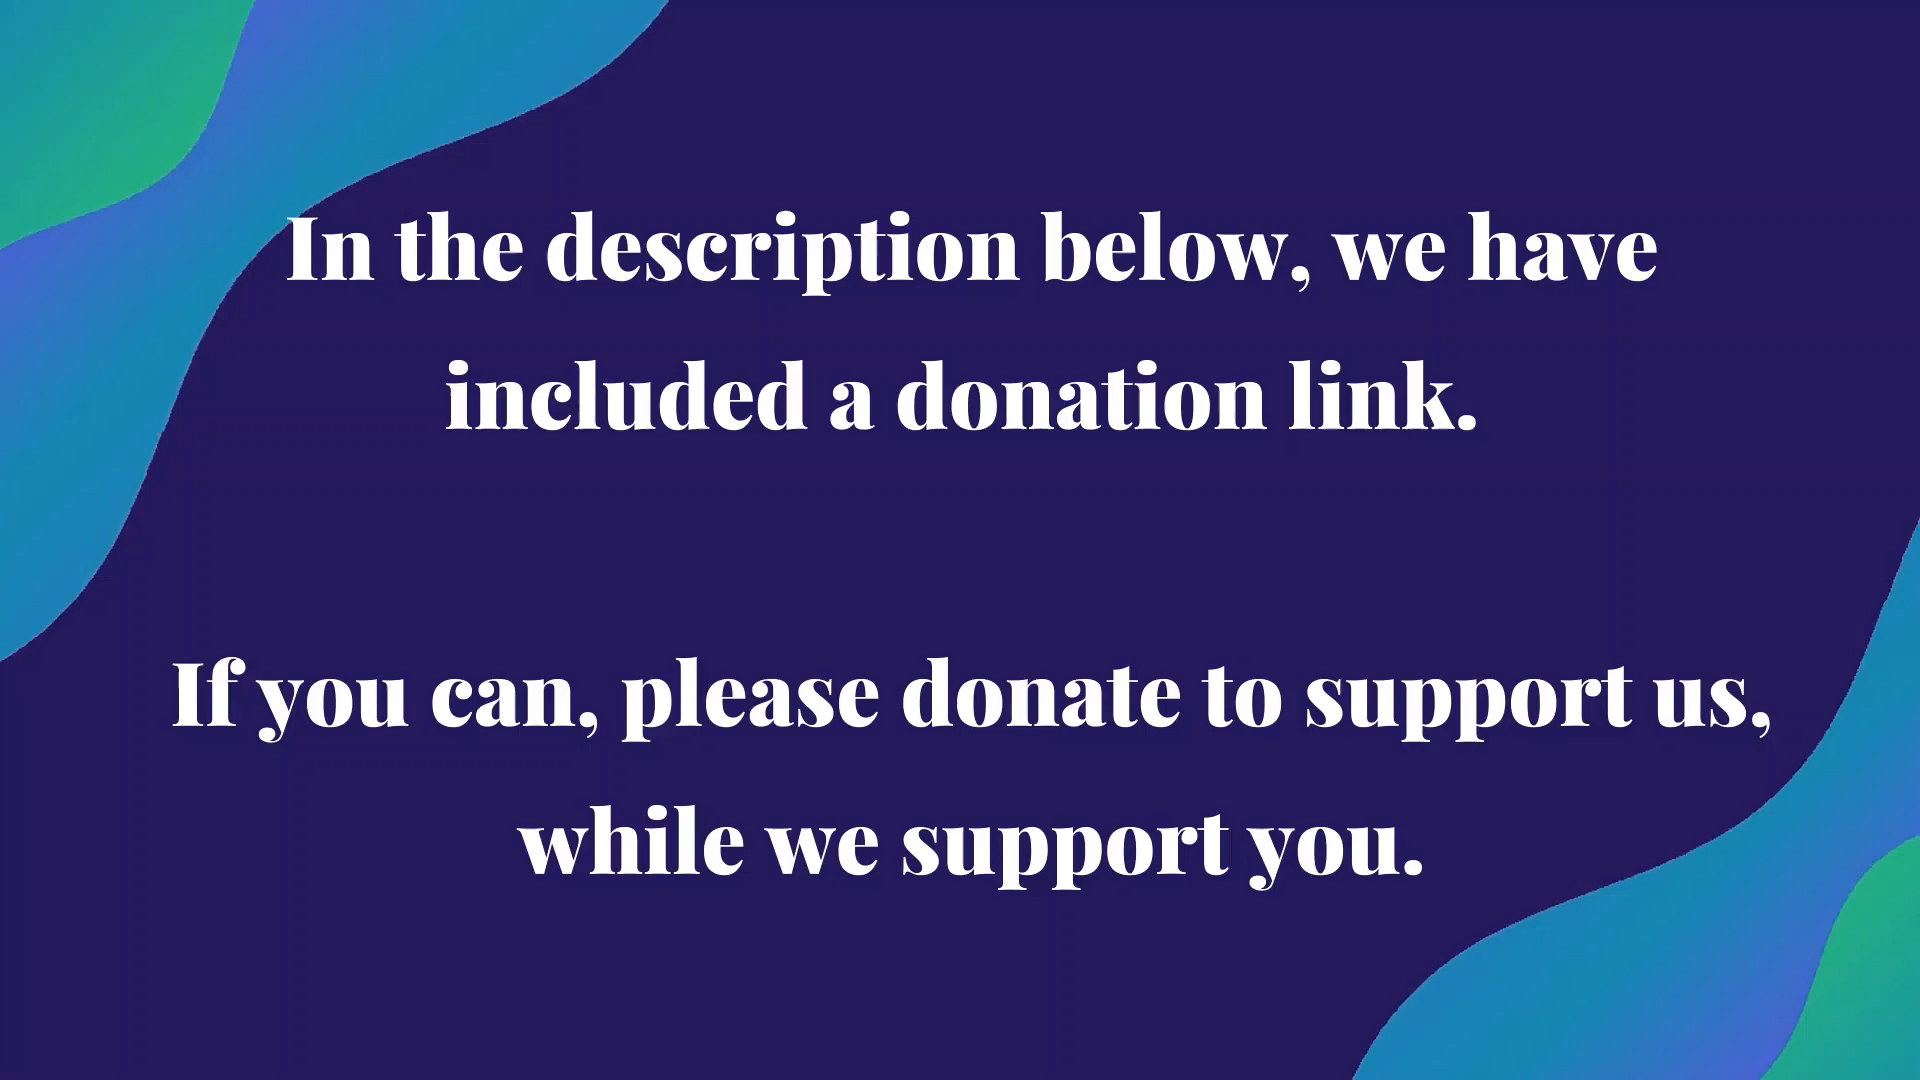 In the description below, we have
included a donation link.
If you can, please donate to support us,
while we support you.